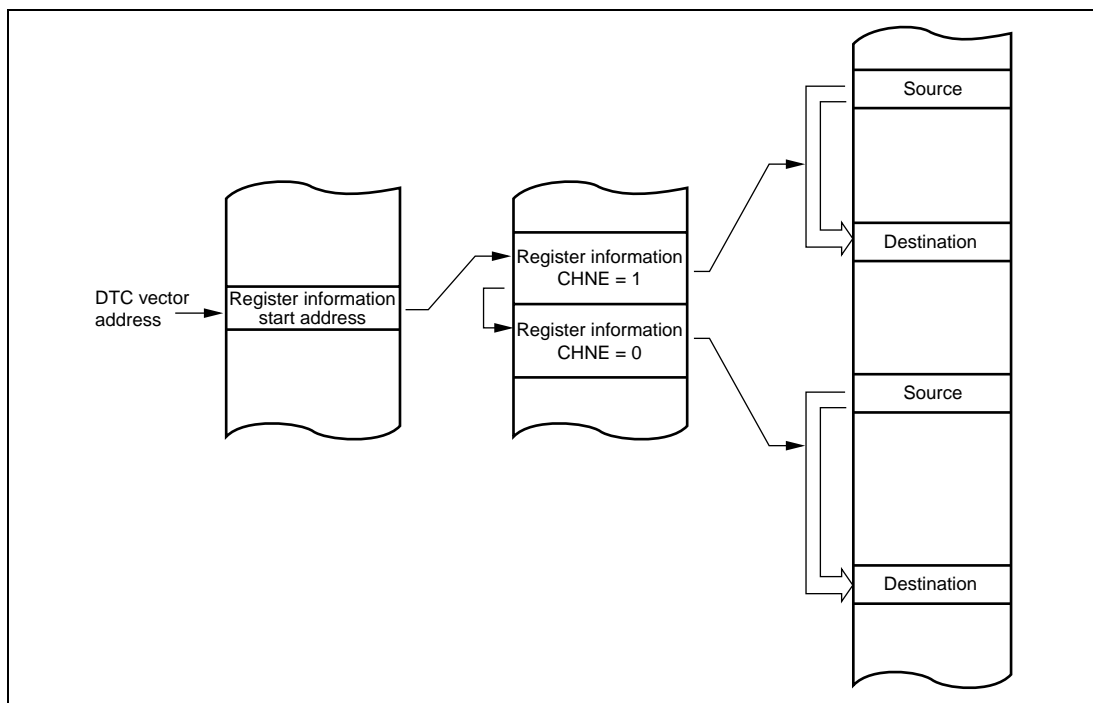 DTC vector
address
Register information
start address
Register information
CHNE = 1
Register information
CHNE = 0
Source
Destination
Source
Destination